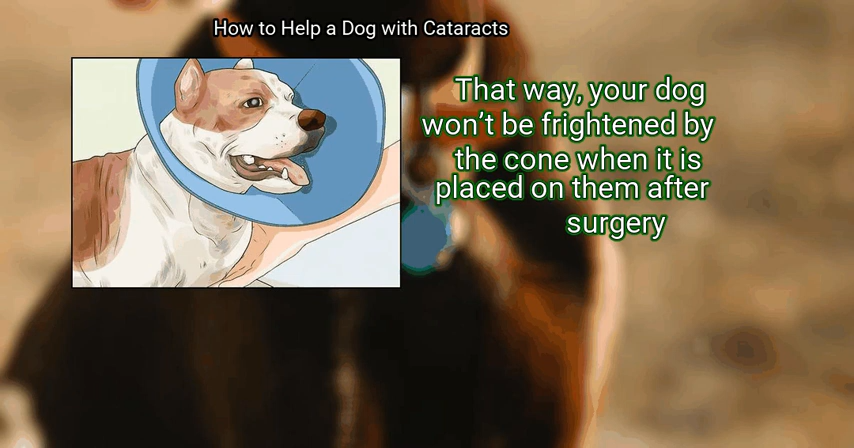 How to Help a Dog with Cataracts
That way, your dog
won’t be frightened by
the cone when it is
placed on them after
surgery